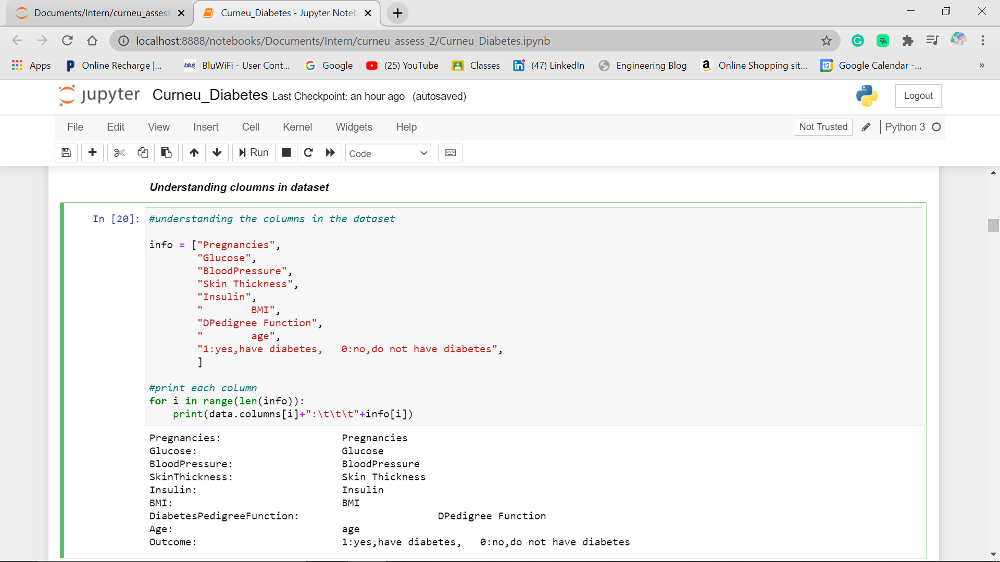 Documents/Intern/curneu_assess
Curneu_Diabetes - Jupyter Noteb
localhost:8888/notebooks/Documents/Intern/curneu_assess_2/Curneu_Diabetes.ipynb
Apps Online Recharge |... BluWiFi - User Cont... Google (25) YouTube Classes (47) LinkedIn Engineering Blog Online Shopping sit... Google Calendar -... »
jupyter Curneu_Diabetes Last Checkpoint: an hour ago (autosaved) Logout
File Edit View Insert Cell Kernel Widgets Help Not Trusted Python 3
Run Code
Understanding cloumns in dataset
In [20]: #understanding the columns in the dataset
info = ["Pregnancies",
"Glucose",
"BloodPressure",
"Skin Thickness",
"Insulin",
"        BMI",
"DPedigree Function",
"        age",
"1:yes,have diabetes,   0:no,do not have diabetes",
]
#print each column
for i in range(len(info)):
    print(data.columns[i]+":\t\t\t"+info[i])
Pregnancies: Pregnancies
Glucose: Glucose
BloodPressure: BloodPressure
SkinThickness: Skin Thickness
Insulin: Insulin
BMI: BMI
DiabetesPedigreeFunction: DPedigree Function
Age: age
Outcome: 1:yes,have diabetes,   0:no,do not have diabetes